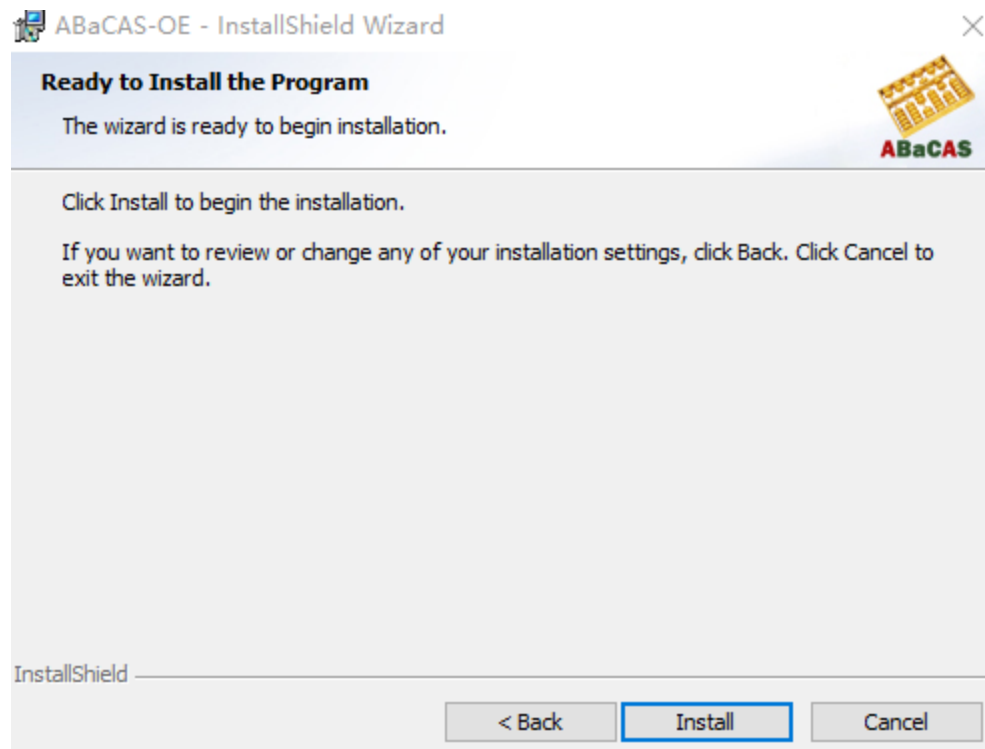 ABaCAS-OE - InstallShield Wizard
Ready to Install the Program
The wizard is ready to begin installation.
ABaCAS
Click Install to begin the installation.
If you want to review or change any of your installation settings, click Back. Click Cancel to
exit the wizard.
InstallShield
< Back
Install
Cancel